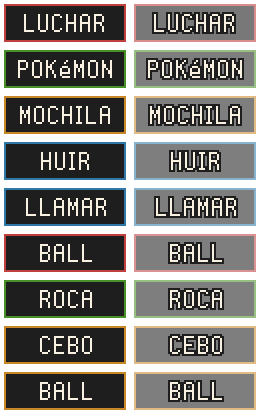 LUCHAR LUCHAR
POKéMON POKéMON
MOCHILA MOCHILA
HUIR HUIR
LLAMAR LLAMAR
BALL BALL
ROCA ROCA
CEBO CEBO
BALL BALL